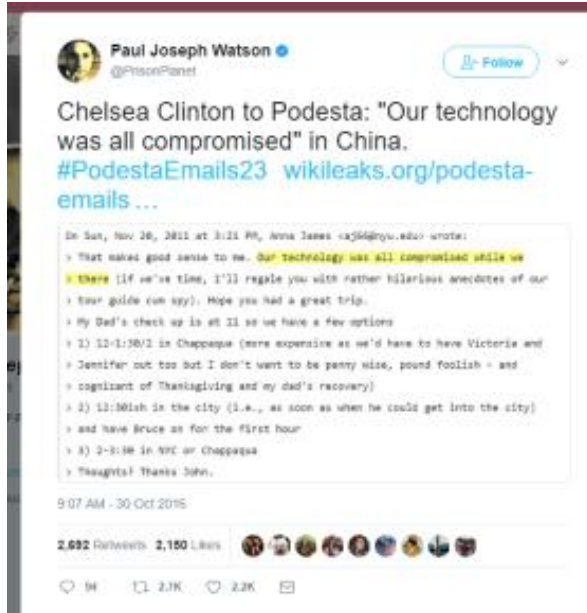 Paul Joseph Watson
@PrisonPlanet
Follow
Chelsea Clinton to Podesta: "Our technology
was all compromised" in China.
#PodestaEmails23 wikileaks.org/podesta-
emails ...
On Sun, Nov 20, 2011 at 3:21 PM, Anna James <aj66@nyu.edu> wrote:
> That makes good sense to me. Our technology was all compromised while we
> there (if we've time, I'll regale you with rather hilarious anecdotes of our
> tour guide cum spy). Hope you had a great trip.
> My Dad's check up is at 11 so we have a few options
> 1) 12-1:30/2 in Chappaqua (more expensive as we'd have to have Victoria and
> Jennifer out too but I don't want to be penny wise, pound foolish - and
> cognizant of Thanksgiving and my dad's recovery)
> 2) 12:30ish in the city (i.e., as soon as when he could get into the city)
> and have Bruce on for the first hour
> 3) 2-3:30 in NYC or Chappaqua
> Thoughts? Thanks John.
9:07 AM - 30 Oct 2016
2,692 Retweets 2,150 Likes
2.1K 2.2K